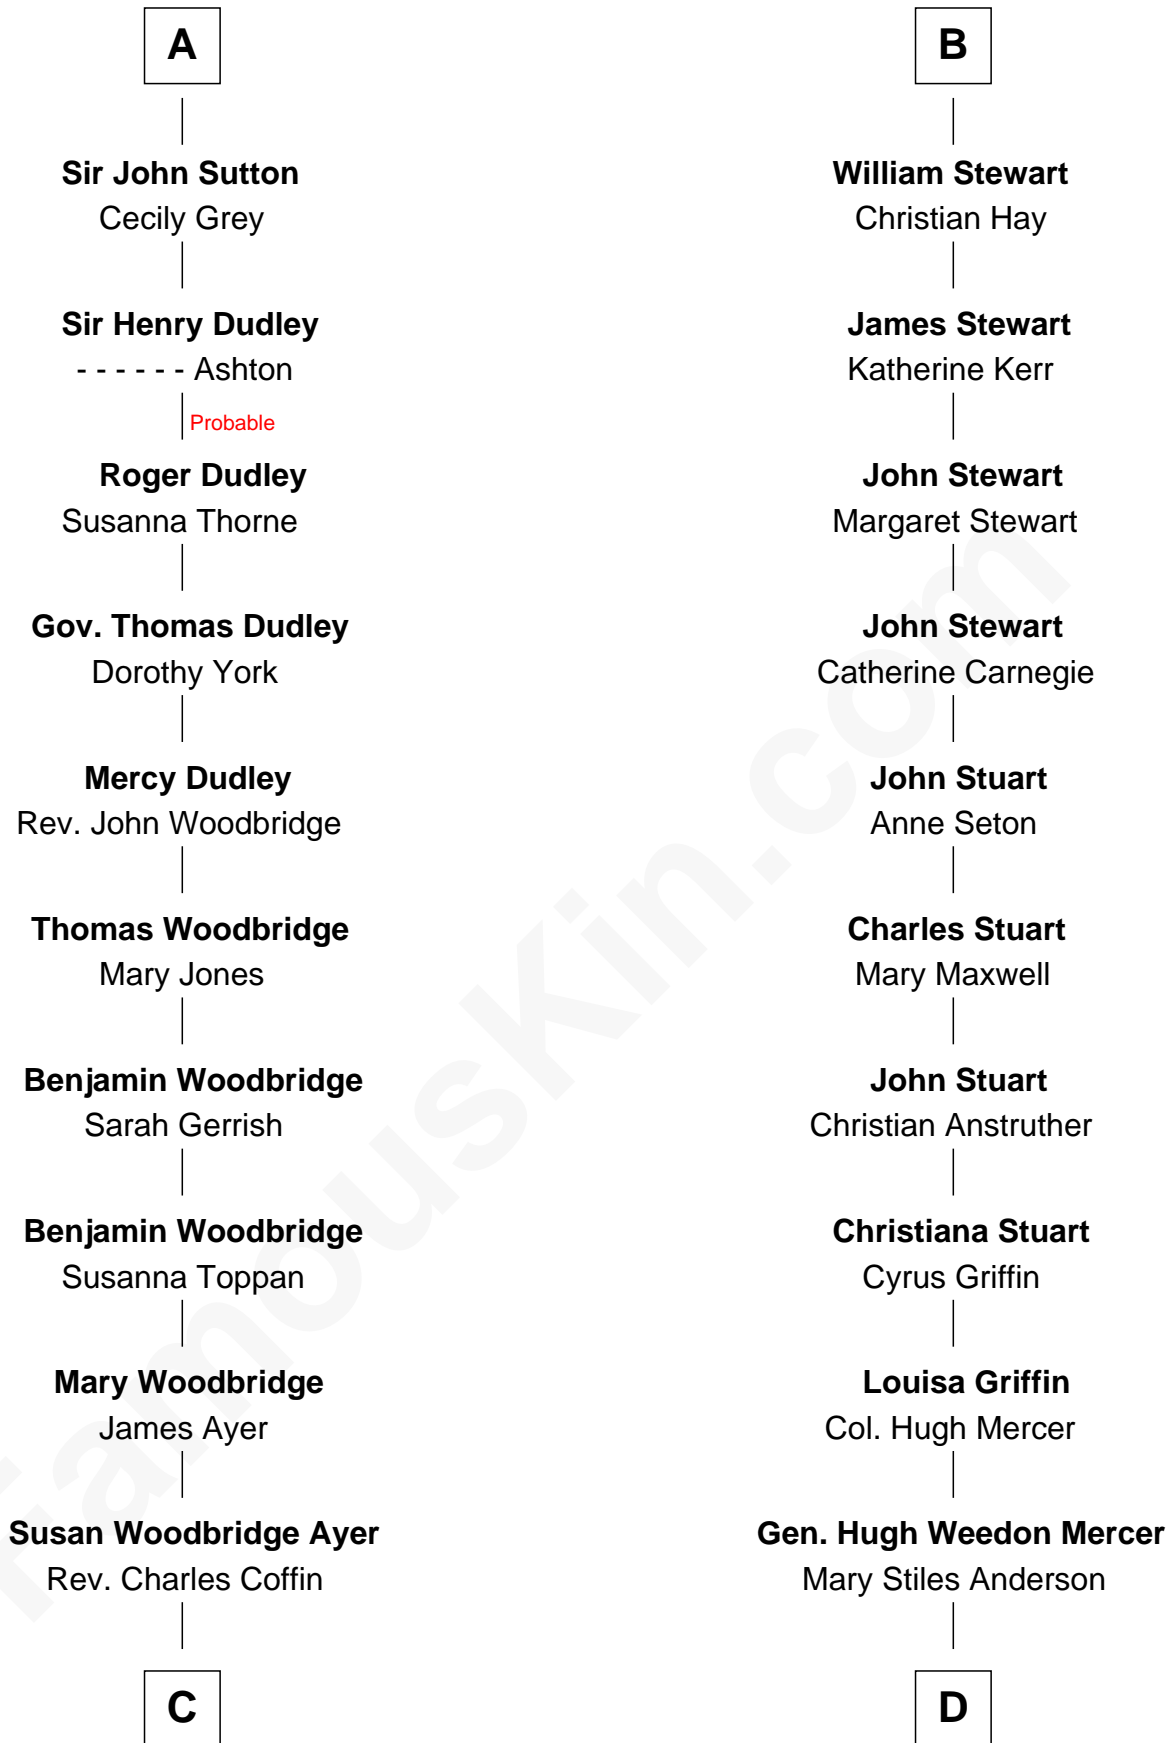 A
Sir John Sutton
Cecily Grey
Sir Henry Dudley
- - - - - - Ashton
Probable
Roger Dudley
Susanna Thorne
Gov. Thomas Dudley
Dorothy York
Mercy Dudley
Rev. John Woodbridge
Thomas Woodbridge
Mary Jones
Benjamin Woodbridge
Sarah Gerrish
Benjamin Woodbridge
Susanna Toppan
Mary Woodbridge
James Ayer
Susan Woodbridge Ayer
Rev. Charles Coffin
C
B
William Stewart
Christian Hay
James Stewart
Katherine Kerr
John Stewart
Margaret Stewart
John Stewart
Catherine Carnegie
John Stuart
Anne Seton
Charles Stuart
Mary Maxwell
John Stuart
Christian Anstruther
Christiana Stuart
Cyrus Griffin
Louisa Griffin
Col. Hugh Mercer
Gen. Hugh Weedon Mercer
Mary Stiles Anderson
D
FamousKin.com